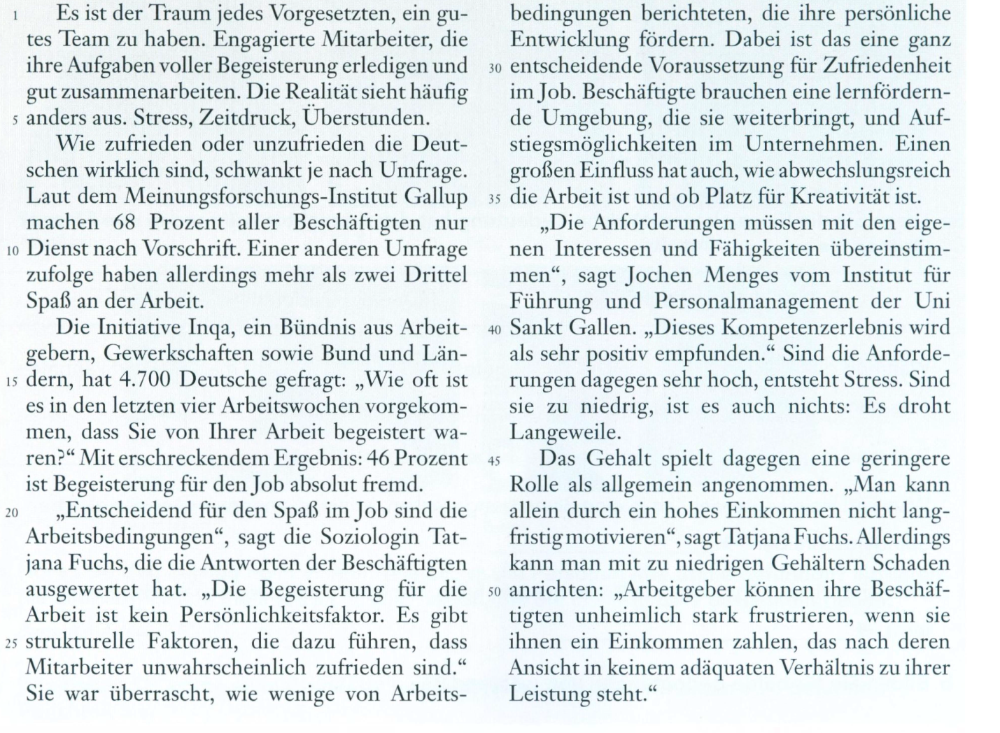 1 Es ist der Traum jedes Vorgesetzten, ein gu-
tes Team zu haben. Engagierte Mitarbeiter, die
ihre Aufgaben voller Begeisterung erledigen und
gut zusammenarbeiten. Die Realität sieht häufig
5 anders aus. Stress, Zeitdruck, Überstunden.
Wie zufrieden oder unzufrieden die Deut-
schen wirklich sind, schwankt je nach Umfrage.
Laut dem Meinungsforschungs-Institut Gallup
machen 68 Prozent aller Beschäftigten nur
10 Dienst nach Vorschrift. Einer anderen Umfrage
zufolge haben allerdings mehr als zwei Drittel
Spaß an der Arbeit.
Die Initiative Inqa, ein Bündnis aus Arbeit-
gebern, Gewerkschaften sowie Bund und Län-
15 dern, hat 4.700 Deutsche gefragt: „Wie oft ist
es in den letzten vier Arbeitswochen vorgekom-
men, dass Sie von Ihrer Arbeit begeistert wa-
ren?“ Mit erschreckendem Ergebnis: 46 Prozent
ist Begeisterung für den Job absolut fremd.
20 „Entscheidend für den Spaß im Job sind die
Arbeitsbedingungen“, sagt die Soziologin Tat-
jana Fuchs, die die Antworten der Beschäftigten
ausgewertet hat. „Die Begeisterung für die
Arbeit ist kein Persönlichkeitsfaktor. Es gibt
25 strukturelle Faktoren, die dazu führen, dass
Mitarbeiter unwahrscheinlich zufrieden sind.“
Sie war überrascht, wie wenige von Arbeits-
bedingungen berichteten, die ihre persönliche
Entwicklung fördern. Dabei ist das eine ganz
30 entscheidende Voraussetzung für Zufriedenheit
im Job. Beschäftigte brauchen eine lernfördern-
de Umgebung, die sie weiterbringt, und Auf-
stiegsmöglichkeiten im Unternehmen. Einen
großen Einfluss hat auch, wie abwechslungsreich
35 die Arbeit ist und ob Platz für Kreativität ist.
„Die Anforderungen müssen mit den eige-
nen Interessen und Fähigkeiten übereinstim-
men“, sagt Jochen Menges vom Institut für
Führung und Personalmanagement der Uni
40 Sankt Gallen. „Dieses Kompetenzerlebnis wird
als sehr positiv empfunden.“ Sind die Anforde-
rungen dagegen sehr hoch, entsteht Stress. Sind
sie zu niedrig, ist es auch nichts: Es droht
Langeweile.
45 Das Gehalt spielt dagegen eine geringere
Rolle als allgemein angenommen. „Man kann
allein durch ein hohes Einkommen nicht lang-
fristig motivieren“, sagt Tatjana Fuchs. Allerdings
kann man mit zu niedrigen Gehältern Schaden
50 anrichten: „Arbeitgeber können ihre Beschäf-
tigten unheimlich stark frustrieren, wenn sie
ihnen ein Einkommen zahlen, das nach deren
Ansicht in keinem adäquaten Verhältnis zu ihrer
Leistung steht.“